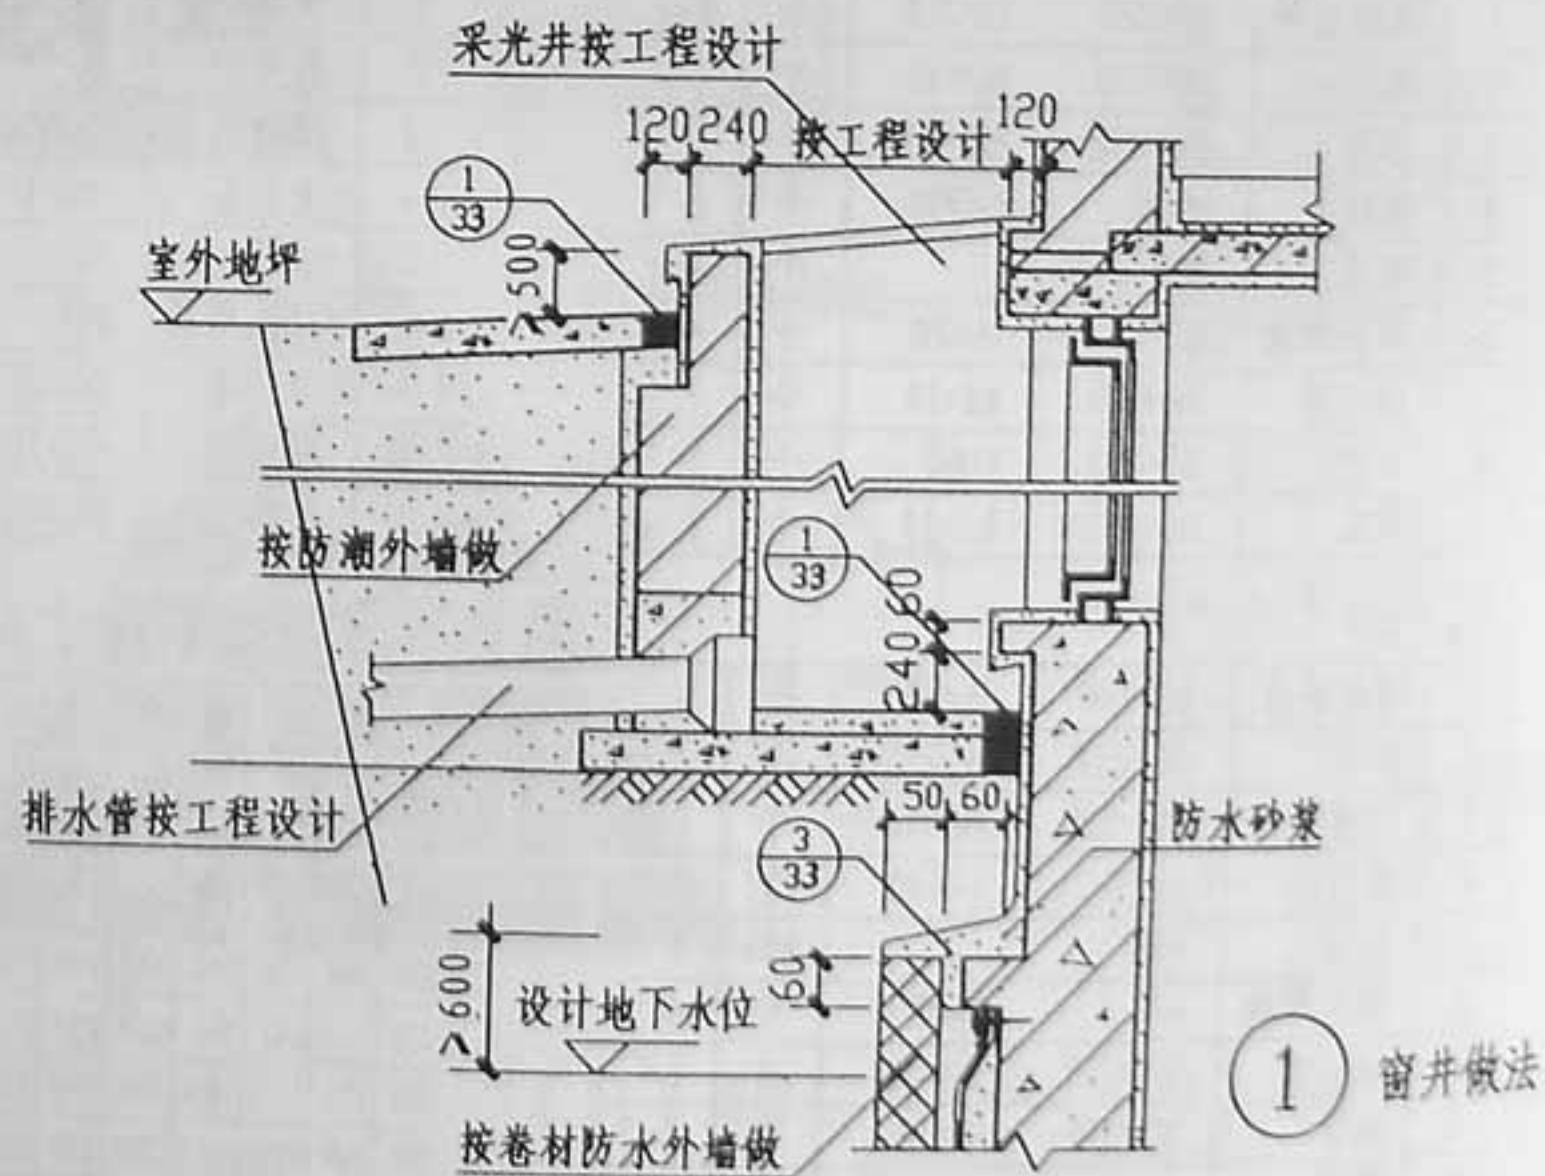 采光井按工程设计
120 240 按工程设计 120
1
33
>500
室外地坪
按防潮外墙做
1
33
60
240
排水管按工程设计
50 60
防水砂浆
3
33
>600
60
设计地下水位
按卷材防水外墙做
1 窗井做法